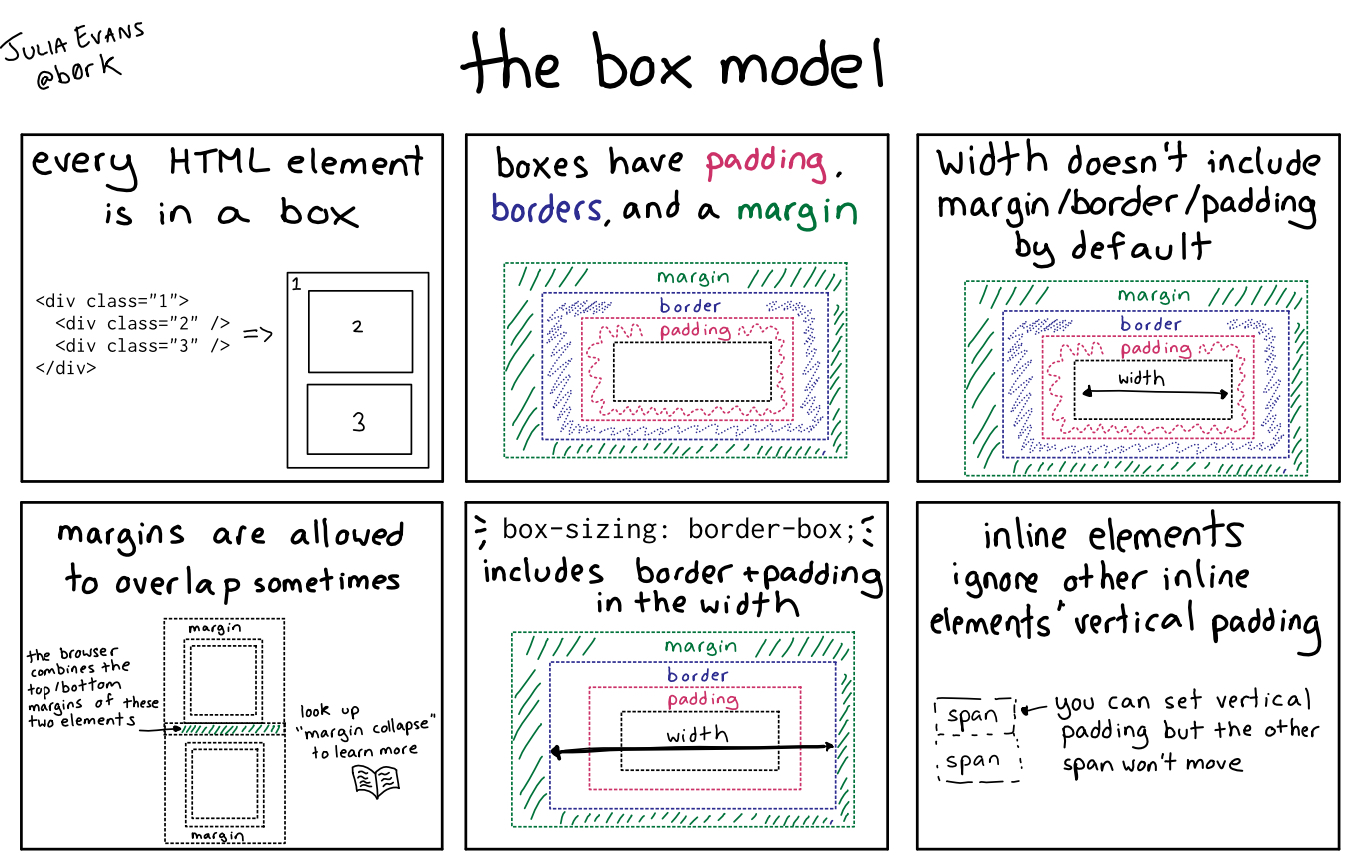 JULIA EVANS
@b0rk
the box model
every HTML element
is in a box
<div class="1">
<div class="2" />
<div class="3" />
</div>
=>
1
2
3
boxes have padding,
borders, and a margin
margin
border
padding
width doesn't include
margin/border/padding
by default
margin
border
padding
width
margins are allowed
to overlap sometimes
margin
the browser
combines the
top/bottom
margins of these
two elements
look up
"margin collapse"
to learn more
margin
box-sizing: border-box;
includes border + padding
in the width
margin
border
padding
width
inline elements
ignore other inline
elements' vertical padding
span
span
you can set vertical
padding but the other
span won't move